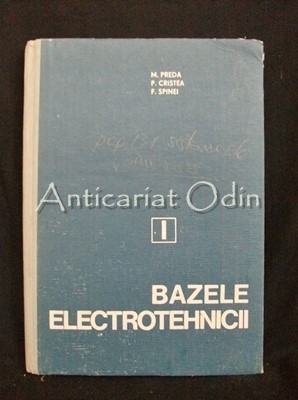 M. PREDA
P. CRISTEA
F. SPINEI
Anticariat Odin
I
BAZELE
ELECTROTEHNICII